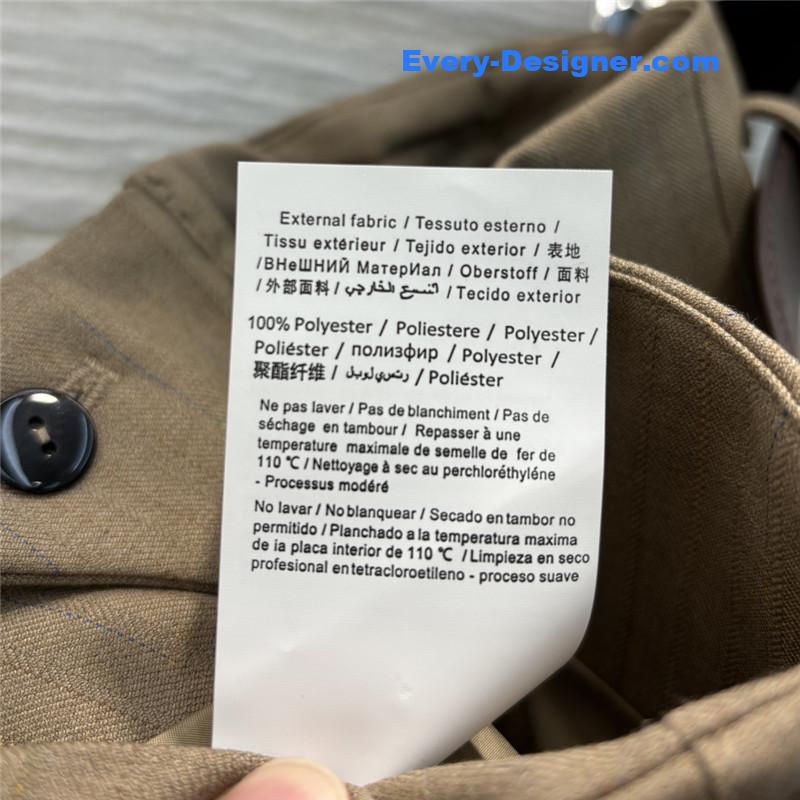 Every-Designer.com
External fabric / Tessuto esterno /
Tissu extérieur / Tejido exterior / 表地
/ВНеШНИЙ МатерИал / Oberstoff / 面料
/ 外部面料 / / Tecido exterior
100% Polyester / Poliestere / Polyester /
Poliéster / полизфир / Polyester /
聚酯纤维 / / Poliéster
Ne pas laver / Pas de blanchiment / Pas de
séchage en tambour / Repasser à une
temperature maximale de semelle de fer de
110 ℃ / Nettoyage à sec au perchloréthyléne
- Processus modéré
No lavar / No blanquear / Secado en tambor no
permitido / Planchado a la temperatura maxima
de ia placa interior de 110 ℃ / Limpieza en seco
profesional en tetracloroetileno - proceso suave